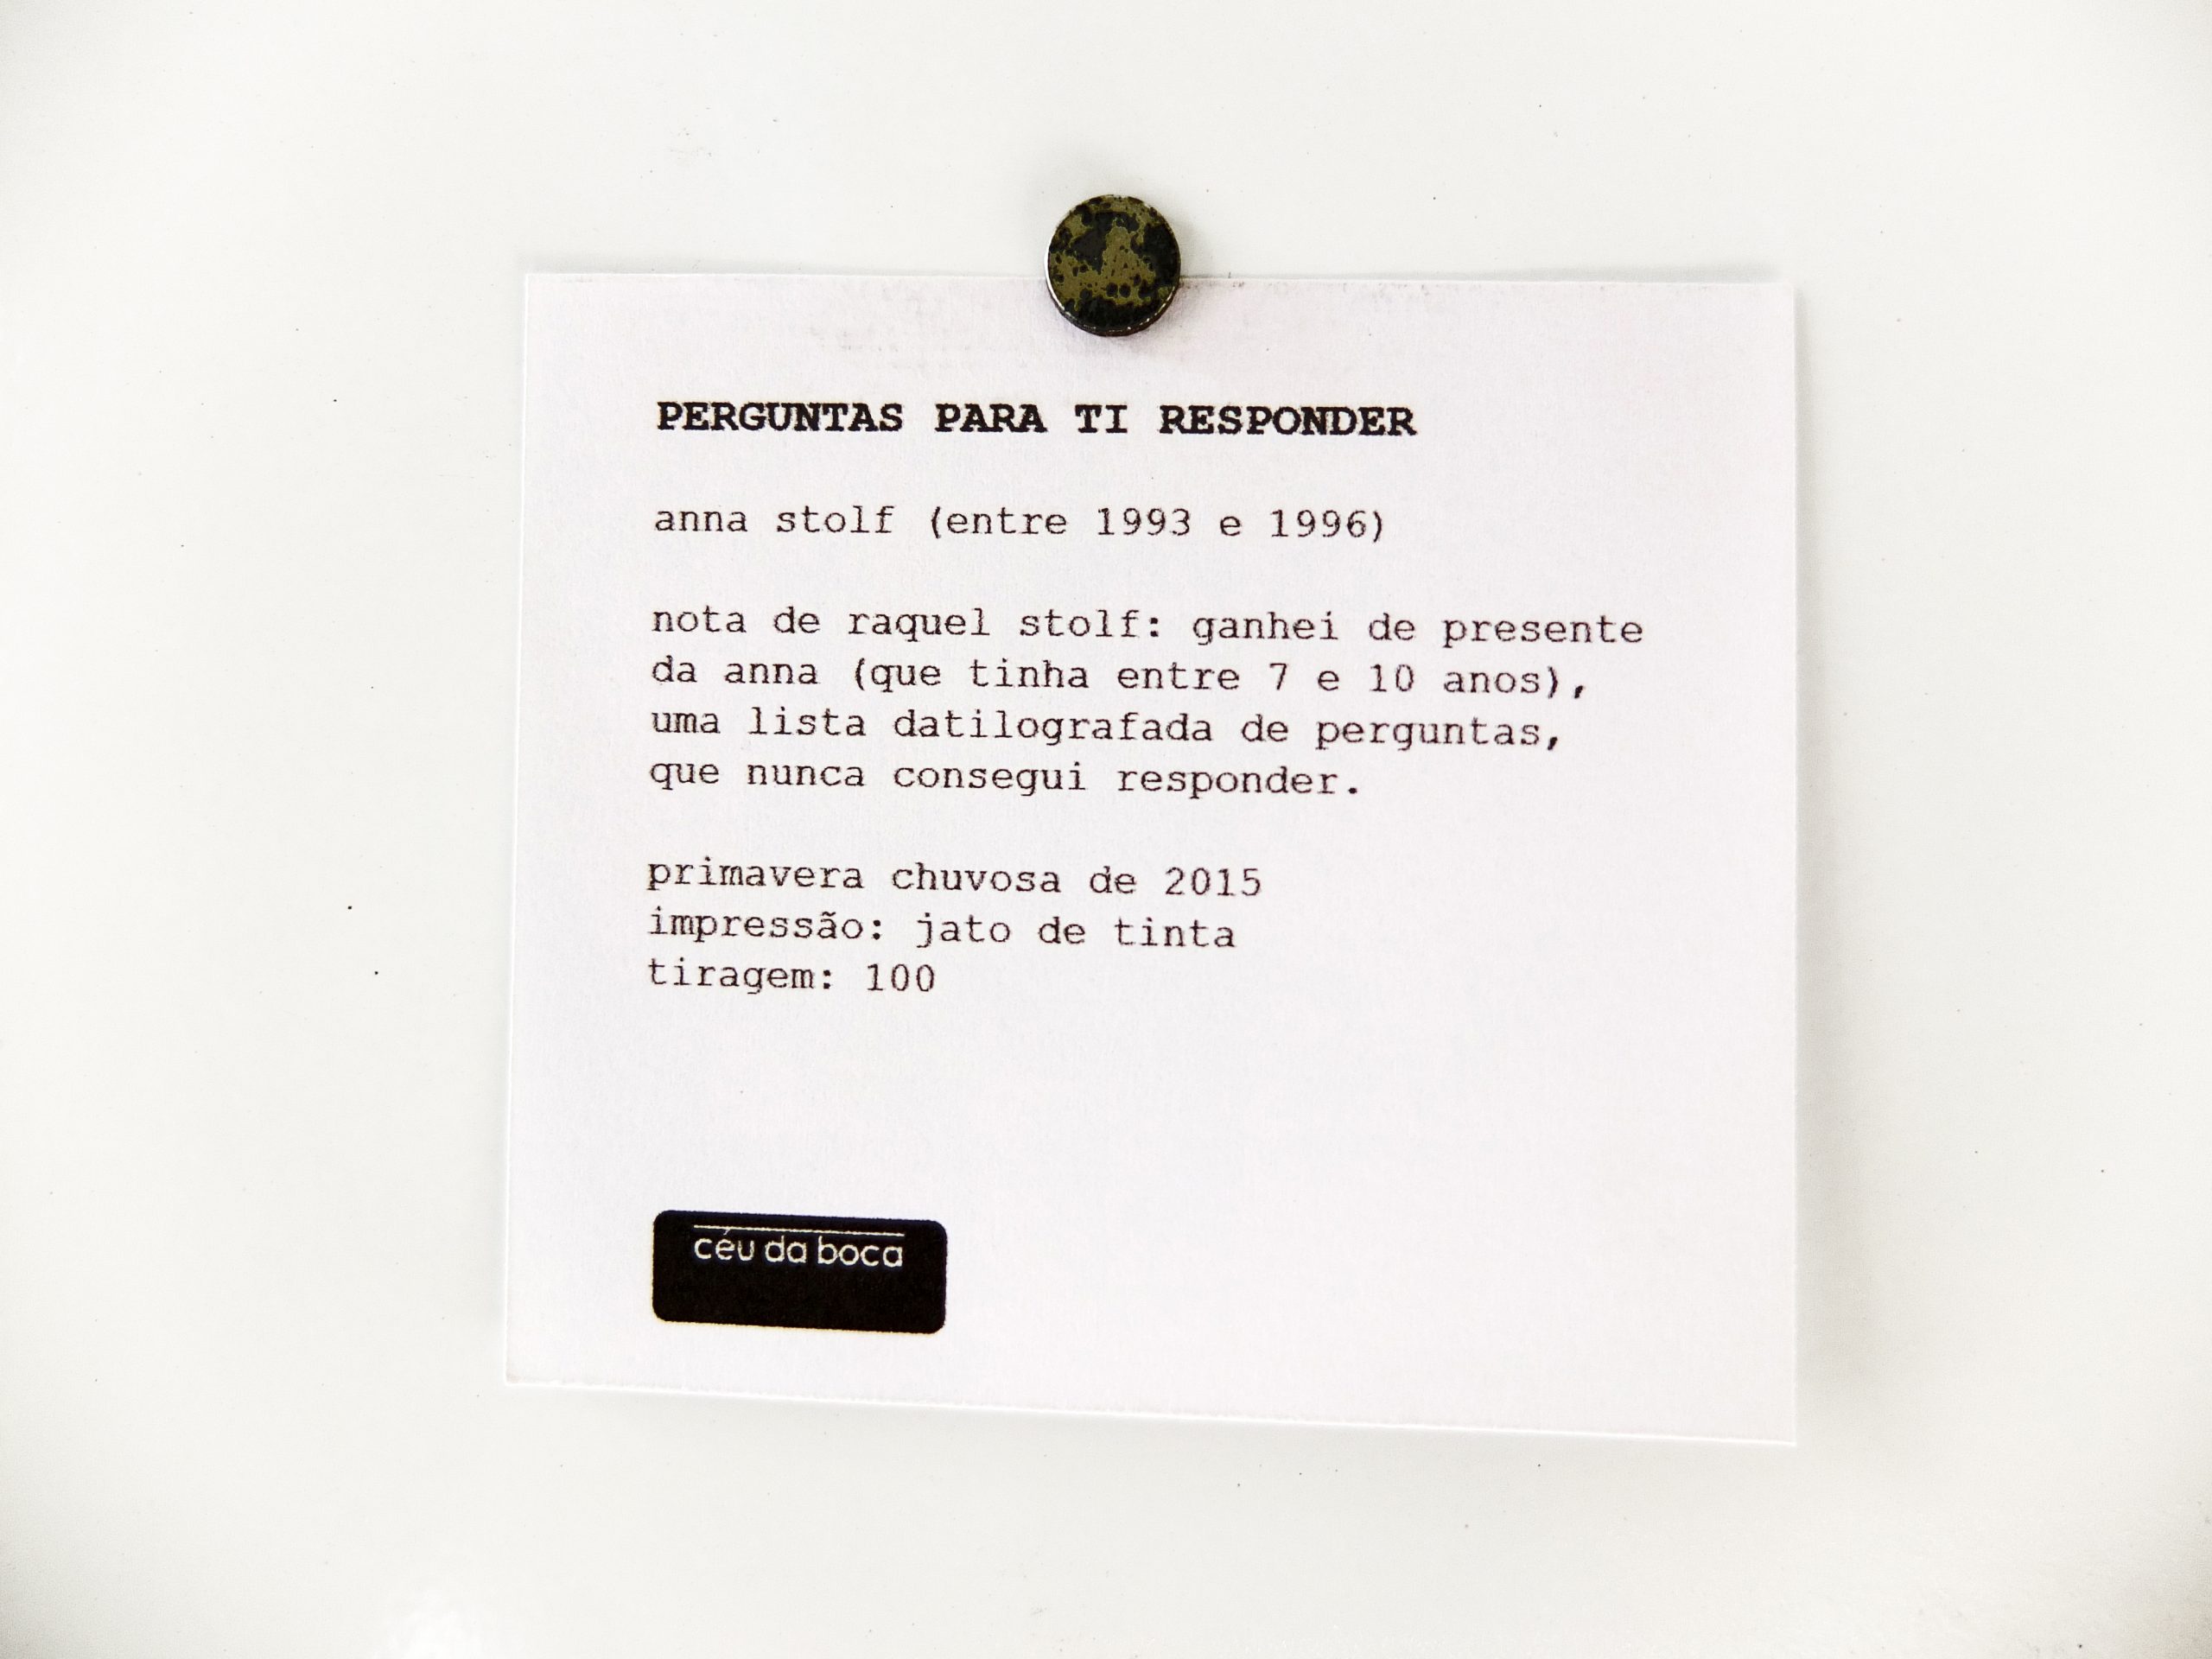 PERGUNTAS PARA TI RESPONDER
anna stolf (entre 1993 e 1996)
nota de raquel stolf: ganhei de presente
da anna (que tinha entre 7 e 10 anos),
uma lista datilografada de perguntas,
que nunca consegui responder.
primavera chuvosa de 2015
impressão: jato de tinta
tiragem: 100
céu da boca